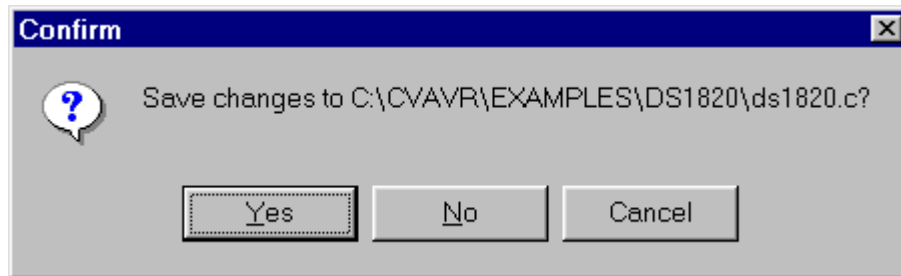 Confirm
Save changes to C:\CVAVR\EXAMPLES\DS1820\ds1820.c?
Yes No Cancel